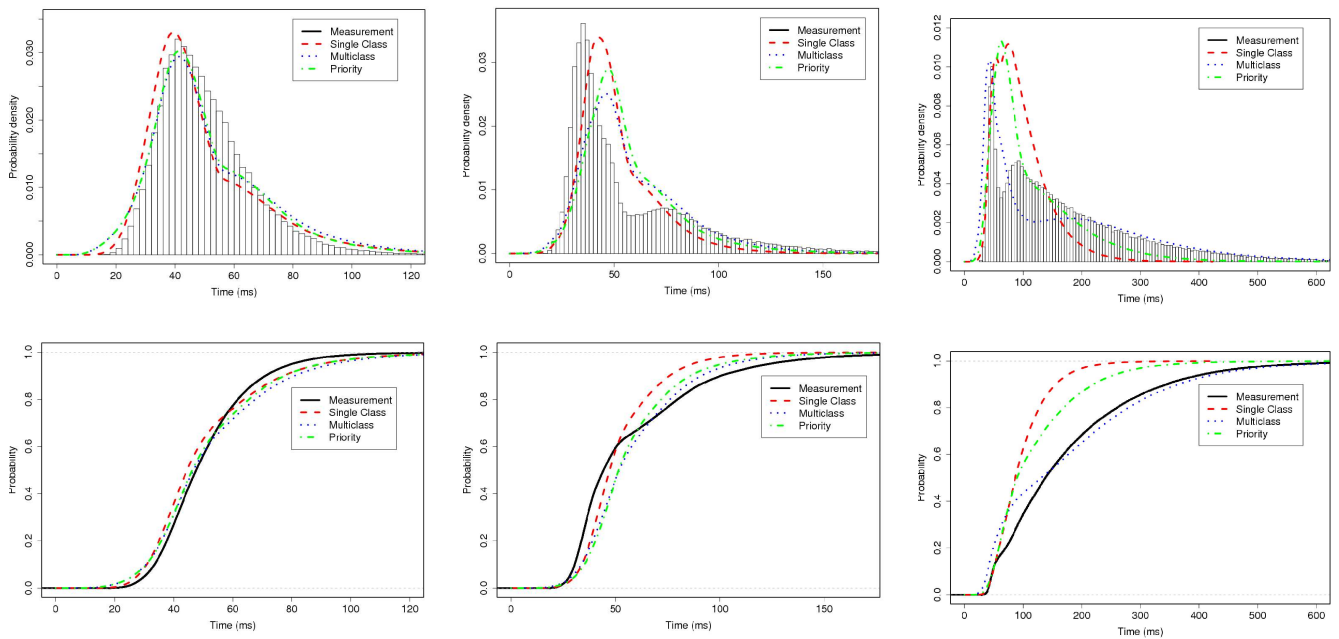 Probability density
0.030
0.020
0.010
0.000
Measurement
Single Class
Multiclass
Priority
0 20 40 60 80 100 120
Time (ms)
Probability density
0.03
0.02
0.01
0.00
Measurement
Single Class
Multiclass
Priority
0 50 100 150
Time (ms)
Probability density
0.012
0.010
0.008
0.006
0.004
0.002
0.000
Measurement
Single Class
Multiclass
Priority
0 100 200 300 400 500 600
Time (ms)
Probability
1.0
0.8
0.6
0.4
0.2
0.0
Measurement
Single Class
Multiclass
Priority
0 20 40 60 80 100 120
Time (ms)
Probability
1.0
0.8
0.6
0.4
0.2
0.0
Measurement
Single Class
Multiclass
Priority
0 50 100 150
Time (ms)
Probability
1.0
0.8
0.6
0.4
0.2
0.0
Measurement
Single Class
Multiclass
Priority
0 100 200 300 400 500 600
Time (ms)